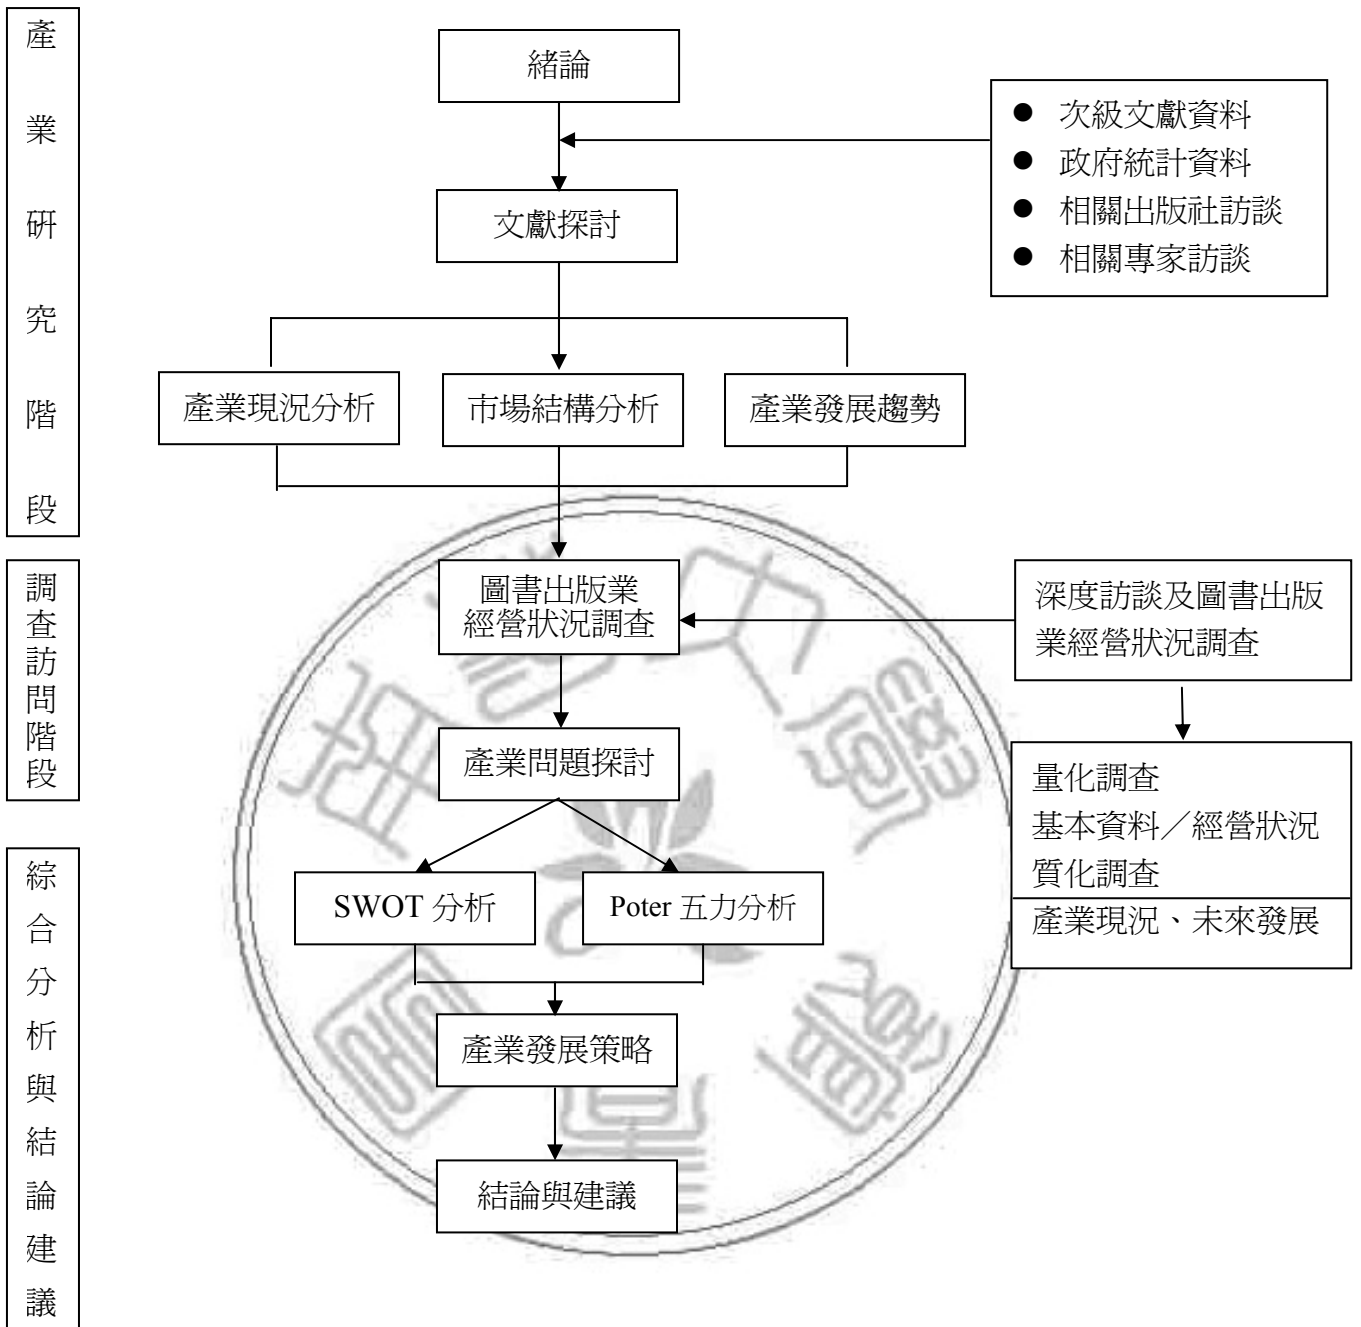 產業研究階段
緒論
● 次級文獻資料
● 政府統計資料
● 相關出版社訪談
● 相關專家訪談
文獻探討
產業現況分析
市場結構分析
產業發展趨勢
調查訪問階段
圖書出版業
經營狀況調查
深度訪談及圖書出版
業經營狀況調查
產業問題探討
量化調查
基本資料／經營狀況
質化調查
產業現況、未來發展
綜合分析與結論建議
SWOT 分析
Poter 五力分析
產業發展策略
結論與建議